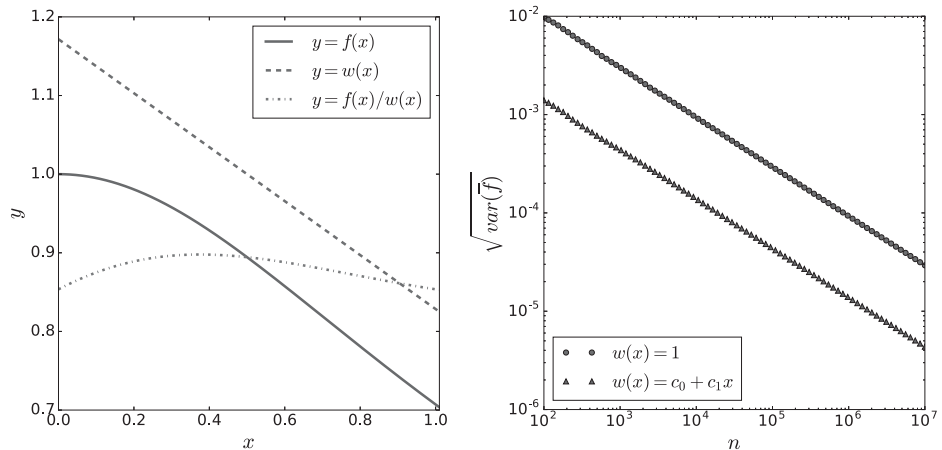 1.2
1.1
1.0
0.9
0.8
0.7
y
0.0 0.2 0.4 0.6 0.8 1.0
x
y = f(x)
y = w(x)
y = f(x)/w(x)
10^{-2}
10^{-3}
10^{-4}
10^{-5}
10^{-6}
\sqrt{var(\overline{f})}
w(x) = 1
w(x) = c_0 + c_1x
10^2 10^3 10^4 10^5 10^6 10^7
n